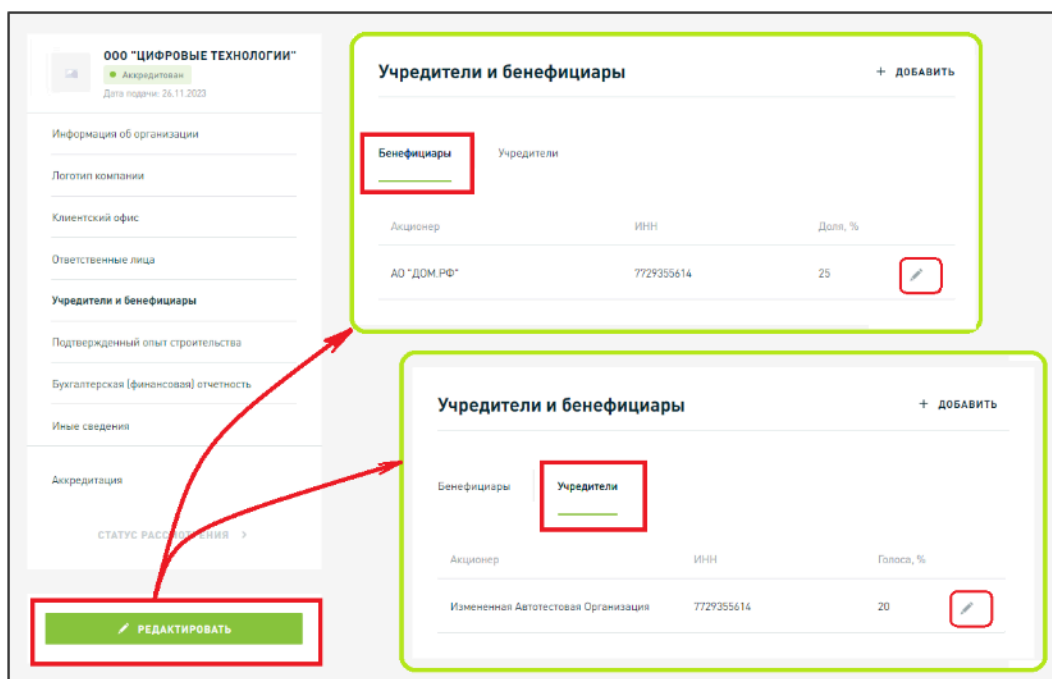 ООО "ЦИФРОВЫЕ ТЕХНОЛОГИИ"
Аккредитован
Дата подачи: 26.11.2023
Информация об организации
Логотип компании
Клиентский офис
Ответственные лица
Учредители и бенефициары
Подтвержденный опыт строительства
Бухгалтерская (финансовая) отчетность
Иные сведения
Аккредитация
СТАТУС РАССМОТРЕНИЯ >
РЕДАКТИРОВАТЬ
Учредители и бенефициары + ДОБАВИТЬ
Бенефициары Учредители
Акционер ИНН Доля, %
АО "ДОМ.РФ" 7729355614 25
Учредители и бенефициары + ДОБАВИТЬ
Бенефициары Учредители
Акционер ИНН Голоса, %
Измененная Автотестовая Организация 7729355614 20